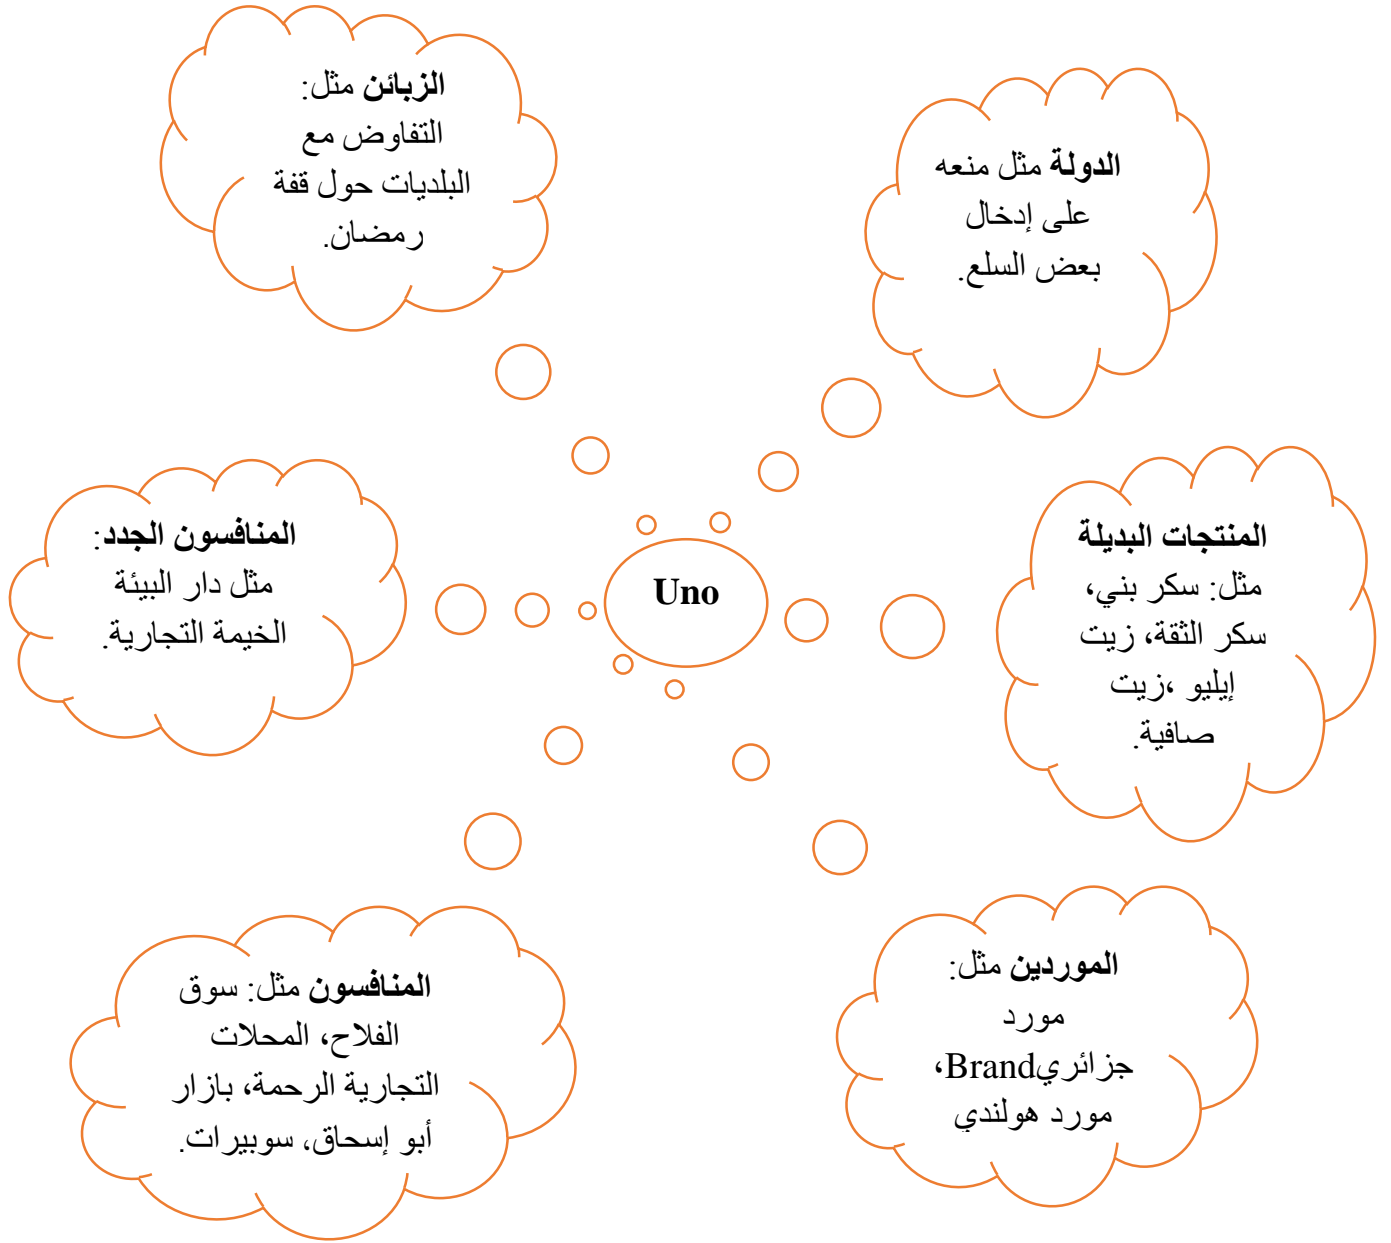 الزبائن مثل:
التفاوض مع
البلديات حول قفة
رمضان.
الدولة مثل منعه
على إدخال
بعض السلع.
المنافسون الجدد:
مثل دار البيئة
الخيمة التجارية.
Uno
المنتجات البديلة
مثل: سكر بني،
سكر الثقة، زيت
إيليو ،زيت
صافية.
المنافسون مثل: سوق
الفلاح، المحلات
التجارية الرحمة، بازار
أبو إسحاق، سوبيرات.
الموردين مثل:
مورد
جزائريBrand،
مورد هولندي